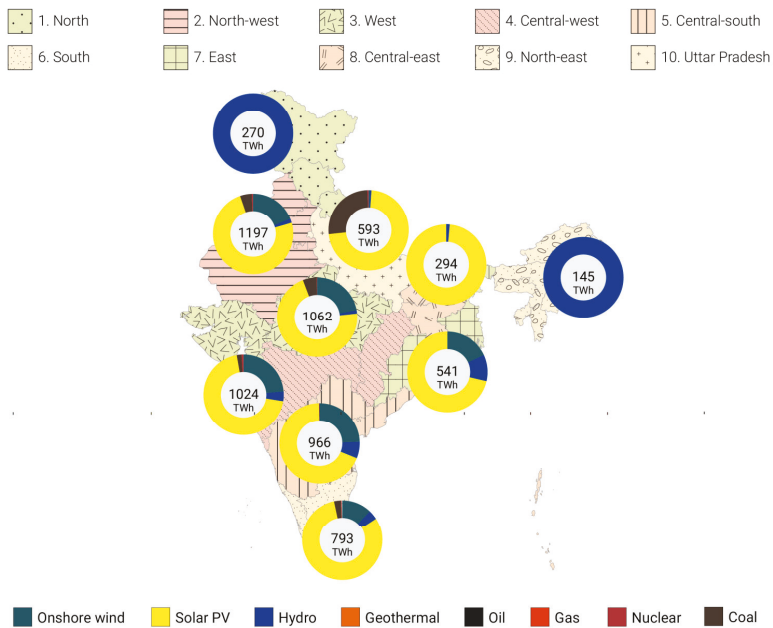 1. North 2. North-west 3. West 4. Central-west 5. Central-south
6. South 7. East 8. Central-east 9. North-east 10. Uttar Pradesh
270
TWh
1197
TWh
593
TWh
294
TWh
145
TWh
1062
TWh
541
TWh
1024
TWh
966
TWh
793
TWh
Onshore wind Solar PV Hydro Geothermal Oil Gas Nuclear Coal